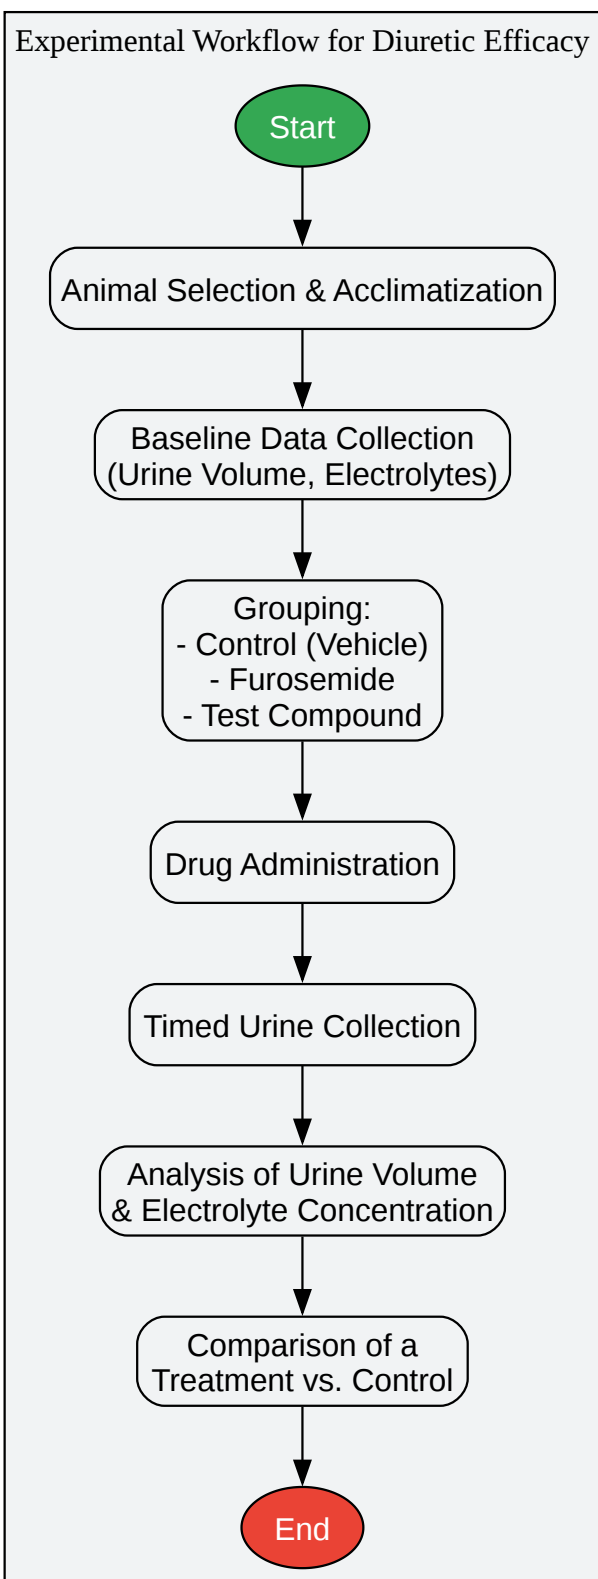 Experimental Workflow for Diuretic Efficacy
Start
Animal Selection & Acclimatization
Baseline Data Collection
(Urine Volume, Electrolytes)
Grouping:
- Control (Vehicle)
- Furosemide
- Test Compound
Drug Administration
Timed Urine Collection
Analysis of Urine Volume
& Electrolyte Concentration
Comparison of a
Treatment vs. Control
End